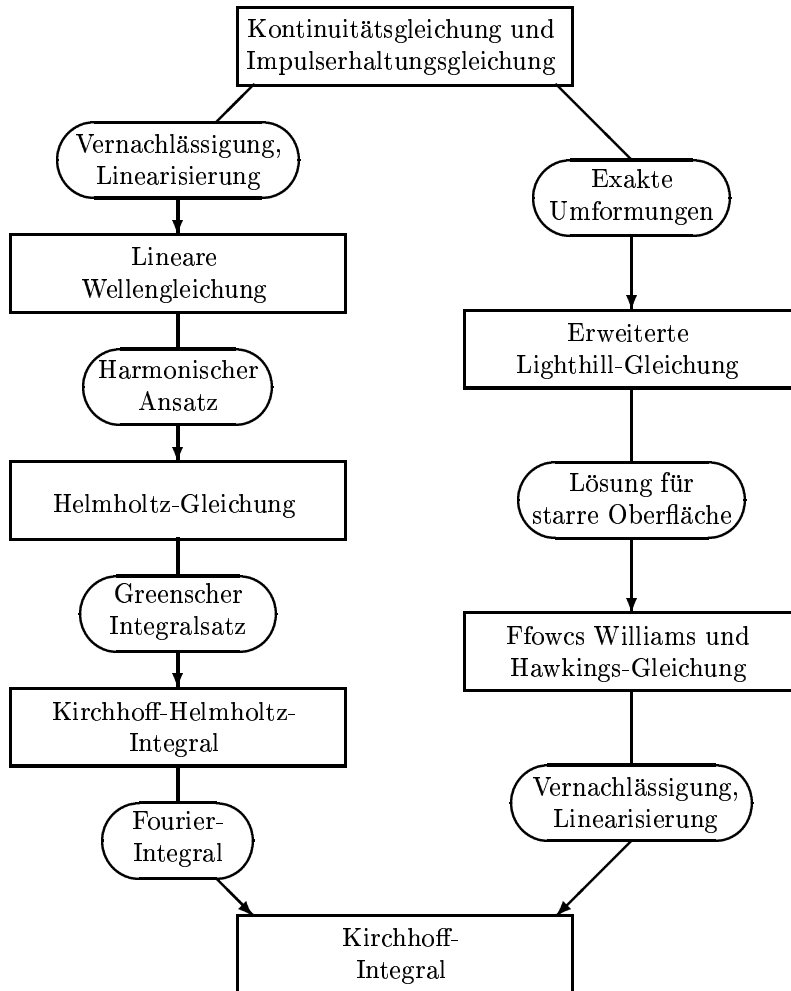 Kontinuitätsgleichung und
Impulserhaltungsgleichung
Vernachlässigung,
Linearisierung
Lineare
Wellengleichung
Harmonischer
Ansatz
Helmholtz-Gleichung
Greenscher
Integralsatz
Kirchhoff-Helmholtz-
Integral
Fourier-
Integral
Exakte
Umformungen
Erweiterte
Lighthill-Gleichung
Lösung für
starre Oberfläche
Ffowcs Williams und
Hawkings-Gleichung
Vernachlässigung,
Linearisierung
Kirchhoff-
Integral